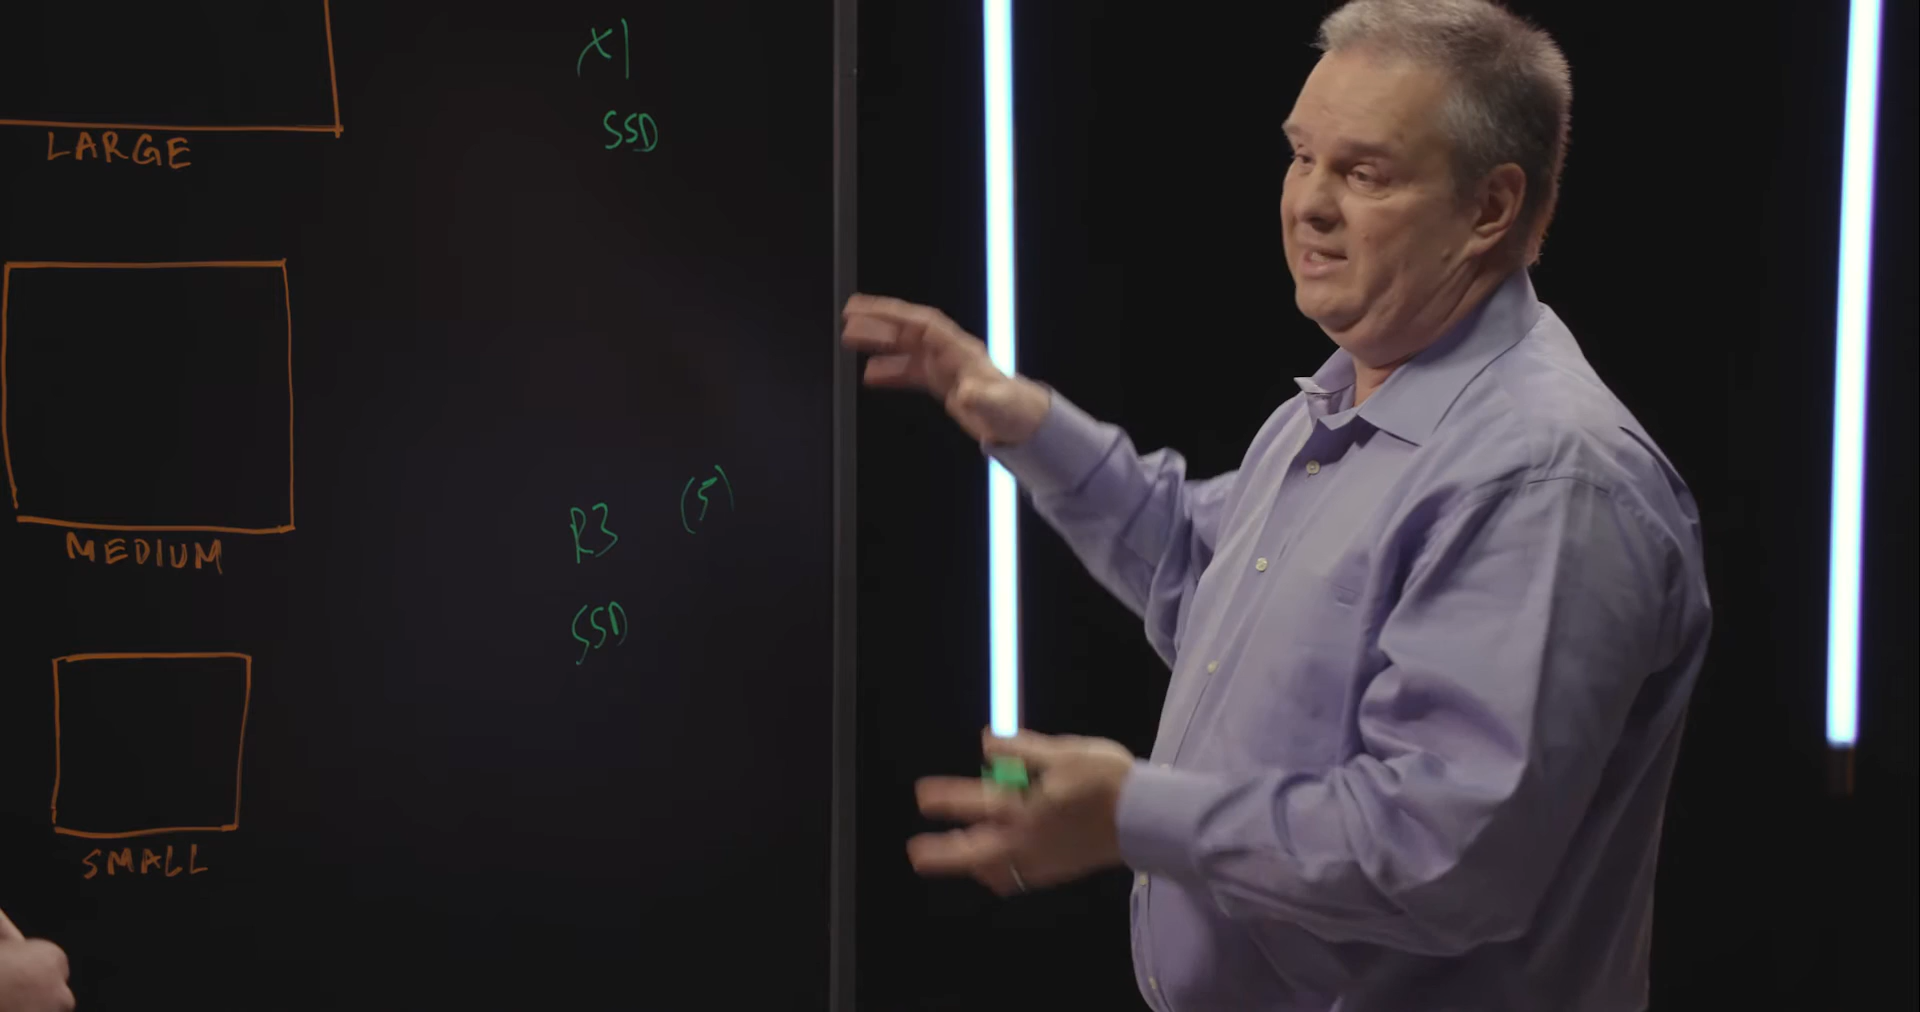 X1
SSD
LARGE
R3 (5)
MEDIUM
SSD
SMALL